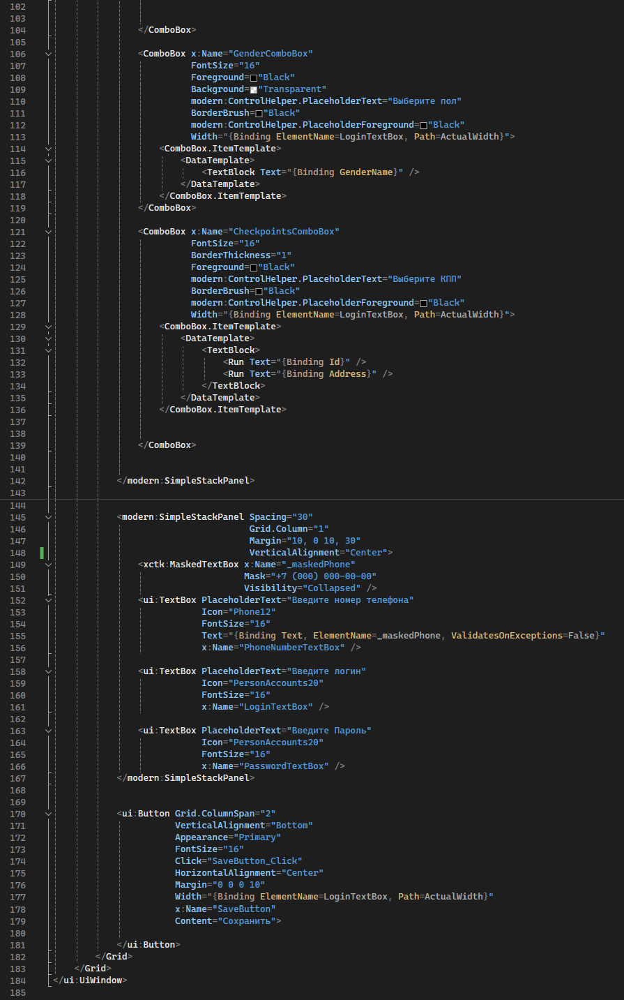 102
103
104 </ComboBox>
105
106 <ComboBox x:Name="GenderComboBox"
107 FontSize="16"
108 Foreground="Black"
109 Background="Transparent"
110 modern:ControlHelper.PlaceholderText="Выберите пол"
111 BorderBrush="Black"
112 modern:ControlHelper.PlaceholderForeground="Black"
113 Width="{Binding ElementName=LoginTextBox, Path=ActualWidth}">
114 <ComboBox.ItemTemplate>
115 <DataTemplate>
116 <TextBlock Text="{Binding GenderName}" />
117 </DataTemplate>
118 </ComboBox.ItemTemplate>
119 </ComboBox>
120
121 <ComboBox x:Name="CheckpointsComboBox"
122 FontSize="16"
123 BorderThickness="1"
124 Foreground="Black"
125 modern:ControlHelper.PlaceholderText="Выберите КПП"
126 BorderBrush="Black"
127 modern:ControlHelper.PlaceholderForeground="Black"
128 Width="{Binding ElementName=LoginTextBox, Path=ActualWidth}">
129 <ComboBox.ItemTemplate>
130 <DataTemplate>
131 <TextBlock>
132 <Run Text="{Binding Id}" />
133 <Run Text="{Binding Address}" />
134 </TextBlock>
135 </DataTemplate>
136 </ComboBox.ItemTemplate>
137
138
139 </ComboBox>
140
141
142 </modern:SimpleStackPanel>
143
144
145 <modern:SimpleStackPanel Spacing="30"
146 Grid.Column="1"
147 Margin="10, 0 10, 30"
148 VerticalAlignment="Center">
149 <xctk:MaskedTextBox x:Name="_maskedPhone"
150 Mask="+7 (000) 000-00-00"
151 Visibility="Collapsed" />
152 <ui:TextBox PlaceholderText="Введите номер телефона"
153 Icon="Phone12"
154 FontSize="16"
155 Text="{Binding Text, ElementName=_maskedPhone, ValidatesOnExceptions=False}"
156 x:Name="PhoneNumberTextBox" />
157
158 <ui:TextBox PlaceholderText="Введите логин"
159 Icon="PersonAccounts20"
160 FontSize="16"
161 x:Name="LoginTextBox" />
162
163 <ui:TextBox PlaceholderText="Введите Пароль"
164 Icon="PersonAccounts20"
165 FontSize="16"
166 x:Name="PasswordTextBox" />
167 </modern:SimpleStackPanel>
168
169
170 <ui:Button Grid.ColumnSpan="2"
171 VerticalAlignment="Bottom"
172 Appearance="Primary"
173 FontSize="16"
174 Click="SaveButton_Click"
175 HorizontalAlignment="Center"
176 Margin="0 0 0 10"
177 Width="{Binding ElementName=LoginTextBox, Path=ActualWidth}"
178 x:Name="SaveButton"
179 Content="Сохранить">
180
181 </ui:Button>
182 </Grid>
183 </Grid>
184 </ui:UiWindow>
185